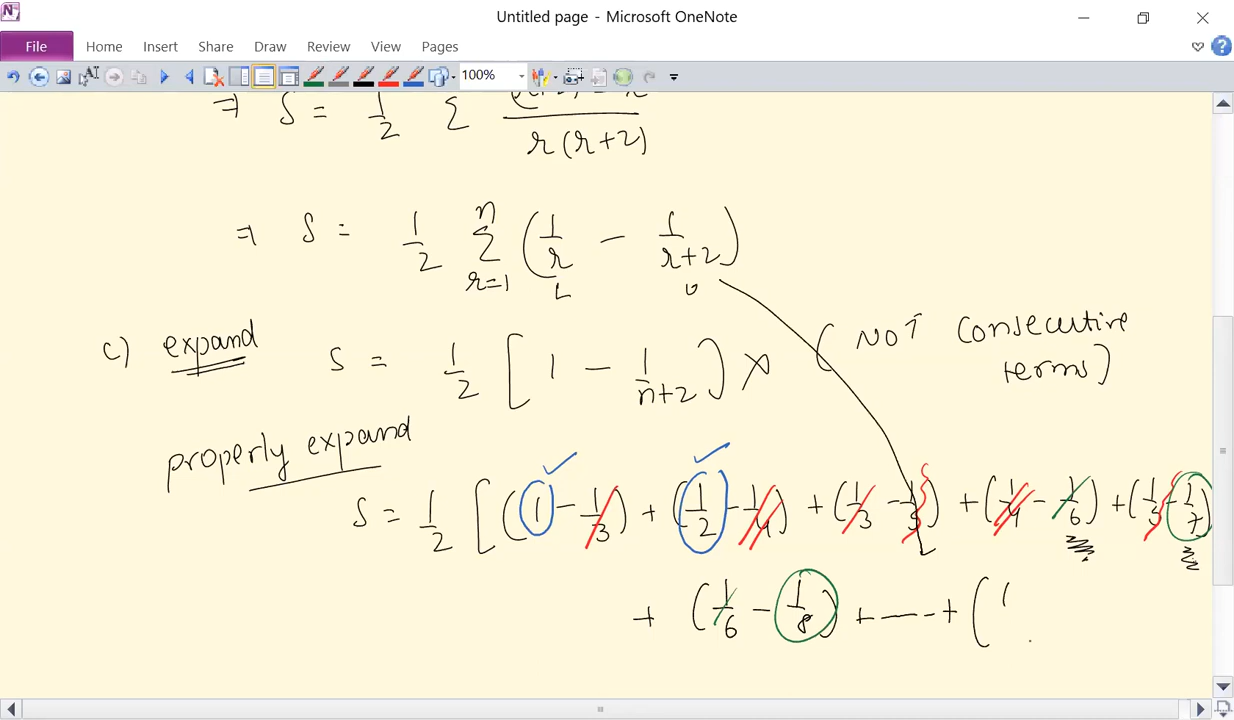 Untitled page - Microsoft OneNote
File Home Insert Share Draw Review View Pages
100%
⇒ S = 1/2 Σ / r(r+2)
⇒ S = 1/2 Σ n r=1 (1/r - 1/r+2)
L U
c) expand S = 1/2 [1 - 1/n+2) × (NOT Consecutive
terms)
properly expand
S = 1/2 [(1 - 1/3) + (1/2 - 1/4) + (1/3 - 1/5) + (1/4 - 1/6) + (1/5 - 1/7)
+ (1/6 - 1/8) + ---- + (1